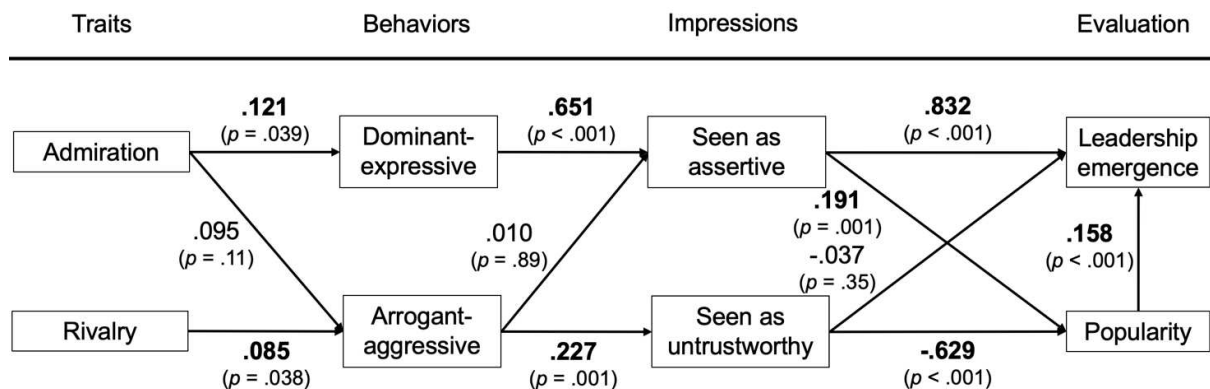 Traits Behaviors Impressions Evaluation
.121 .651 .832
(p = .039) (p < .001) (p < .001)
Admiration
Dominant-
expressive
Seen as
assertive
Leadership
emergence
.095
(p = .11)
.010
(p = .89)
.191
(p = .001)
-.037
(p = .35)
.158
(p < .001)
Rivalry
Arrogant-
aggressive
Seen as
untrustworthy
Popularity
.085 .227 -.629
(p = .038) (p = .001) (p < .001)